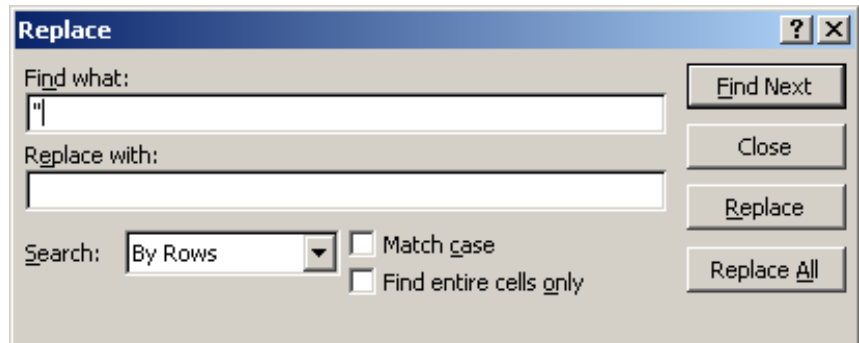 Replace
Find what:
"
Find Next
Close
Replace with:
Replace
Search: By Rows
Match case
Find entire cells only
Replace All